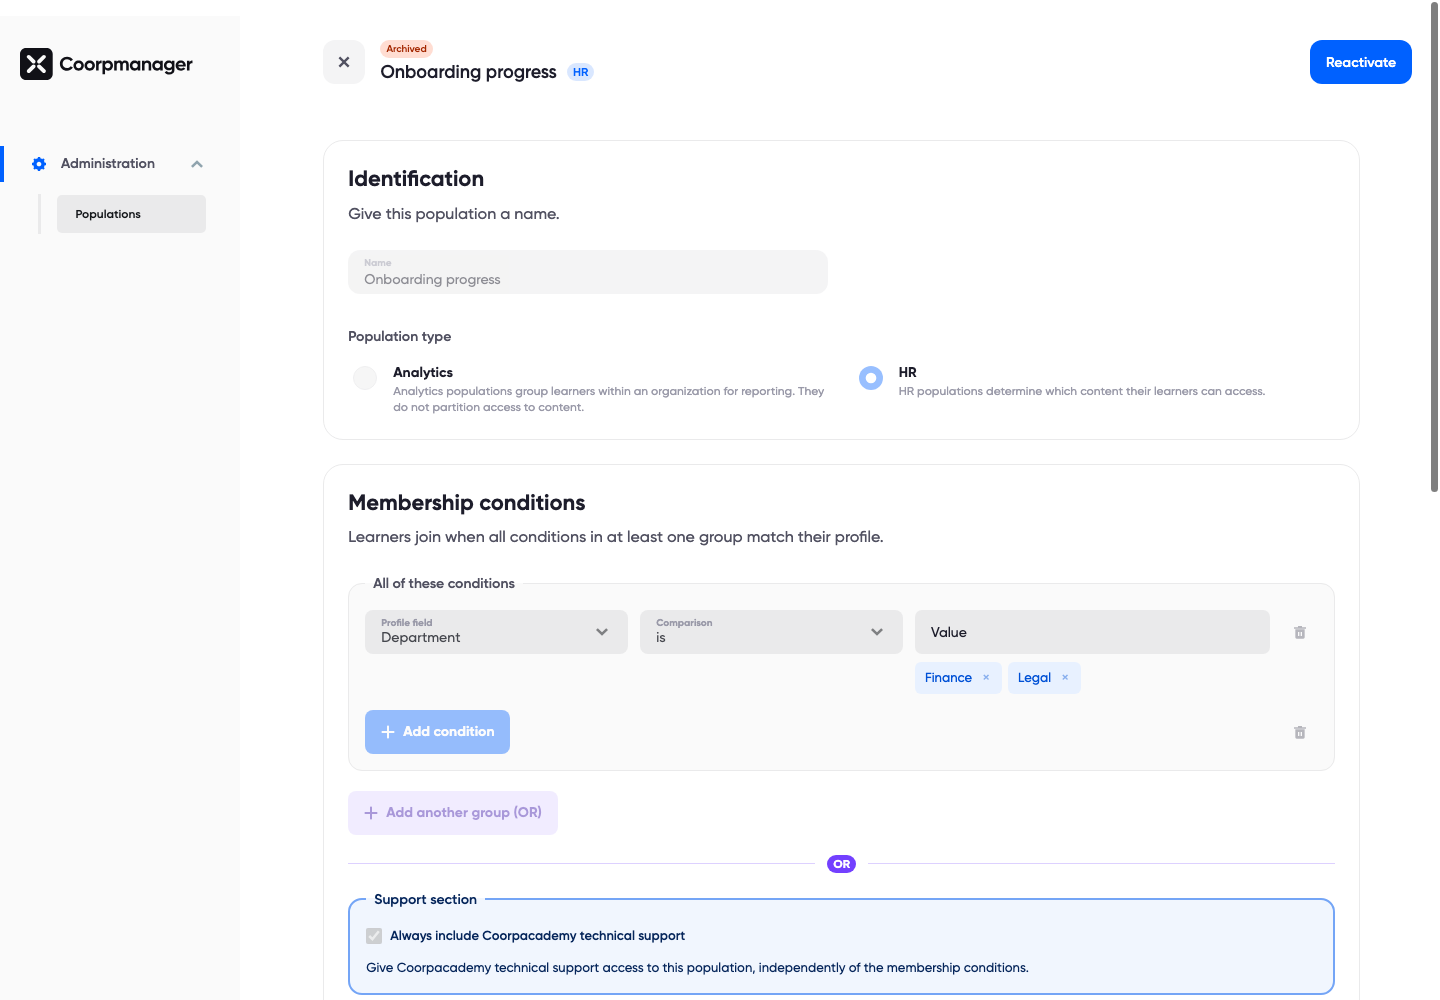 Coorpmanager
Administration
Populations
Archived
Onboarding progress HR
Reactivate
Identification
Give this population a name.
Name
Onboarding progress
Population type
Analytics
Analytics populations group learners within an organization for reporting. They
do not partition access to content.
HR
HR populations determine which content their learners can access.
Membership conditions
Learners join when all conditions in at least one group match their profile.
All of these conditions
Profile field
Department
Comparison
is
Value
Finance ×
Legal ×
+ Add condition
+ Add another group (OR)
OR
Support section
Always include Coorpacademy technical support
Give Coorpacademy technical support access to this population, independently of the membership conditions.